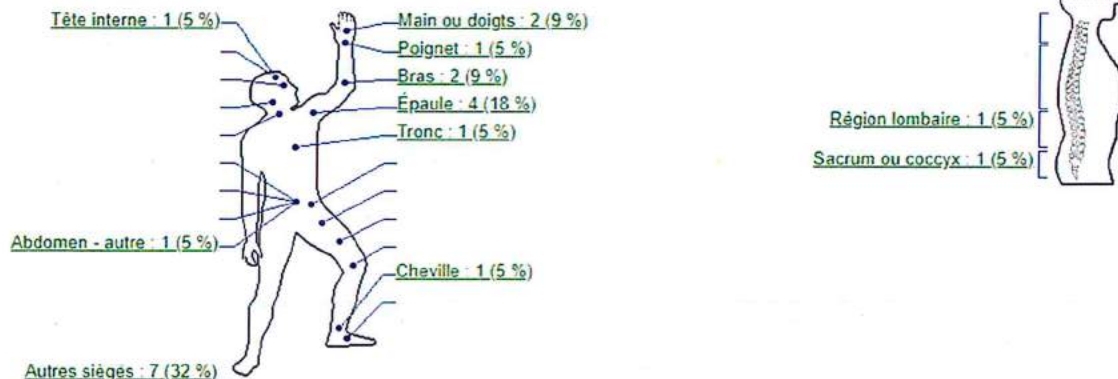 Tête interne : 1 (5 %)
Main ou doigts : 2 (9 %)
Poignet : 1 (5 %)
Bras : 2 (9 %)
Épaule : 4 (18 %)
Tronc : 1 (5 %)
Abdomen - autre : 1 (5 %)
Cheville : 1 (5 %)
Autres sièges : 7 (32 %)
Région lombaire : 1 (5 %)
Sacrum ou coccyx : 1 (5 %)